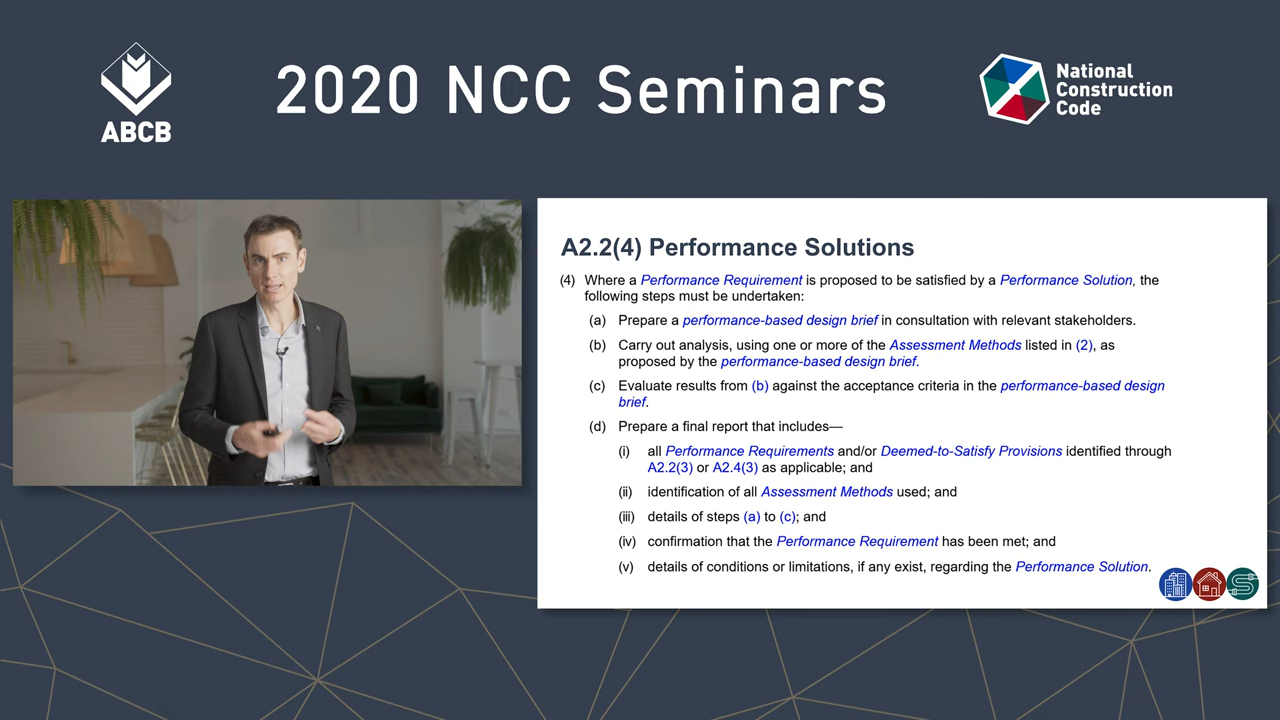 2020 NCC Seminars
ABCB
National
Construction
Code
A2.2(4) Performance Solutions
(4) Where a Performance Requirement is proposed to be satisfied by a Performance Solution, the
following steps must be undertaken:
(a) Prepare a performance-based design brief in consultation with relevant stakeholders.
(b) Carry out analysis, using one or more of the Assessment Methods listed in (2), as
proposed by the performance-based design brief.
(c) Evaluate results from (b) against the acceptance criteria in the performance-based design
brief.
(d) Prepare a final report that includes—
(i) all Performance Requirements and/or Deemed-to-Satisfy Provisions identified through
A2.2(3) or A2.4(3) as applicable; and
(ii) identification of all Assessment Methods used; and
(iii) details of steps (a) to (c); and
(iv) confirmation that the Performance Requirement has been met; and
(v) details of conditions or limitations, if any exist, regarding the Performance Solution.